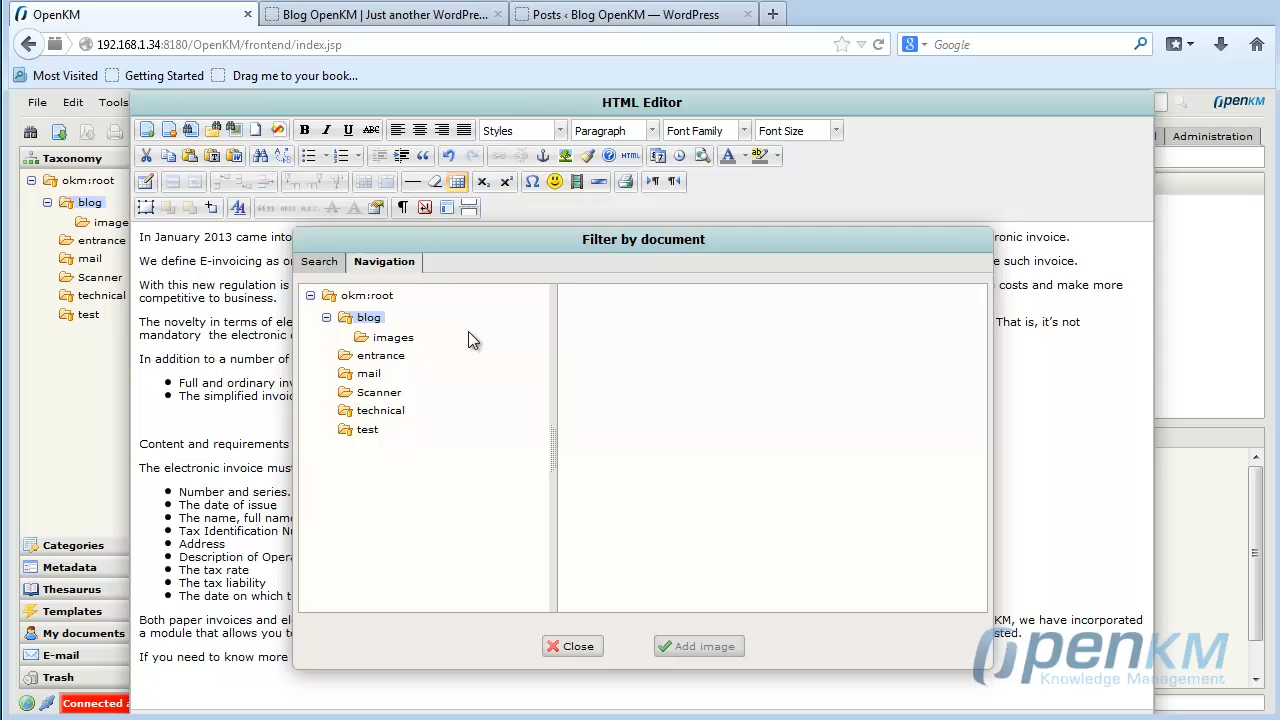 OpenKM
Blog OpenKM | Just another WordPre...
Posts ‹ Blog OpenKM — WordPress
192.168.1.34:8180/OpenKM/frontend/index.jsp
Google
Most Visited
Getting Started
Drag me to your book...
File
Edit
Tools
HTML Editor
OPENKM
Styles
Paragraph
Font Family
Font Size
Administration
Taxonomy
okm:root
blog
image
entrance
mail
Scanner
technical
test
Categories
Metadata
Thesaurus
Templates
My documents
E-mail
Trash
Connected
In January 2013 came into
ronic invoice.
We define E-invoicing as
e such invoice.
With this new regulation is
costs and make more
competitive to business.
The novelty in terms of ele
That is, it’s not
mandatory the electronic
In addition to a number of
Full and ordinary inv
The simplified invoic
Content and requirements
The electronic invoice must
Number and series.
The date of issue
The name, full name
Tax Identification Nu
Address
Description of Opera
The tax rate
The tax liability
The date on which t
Both paper invoices and el
KM, we have incorporated
a module that allows you t
sted.
If you need to know more
Filter by document
Search
Navigation
okm:root
blog
images
entrance
mail
Scanner
technical
test
Close
Add image
OpenKM
Knowledge Management